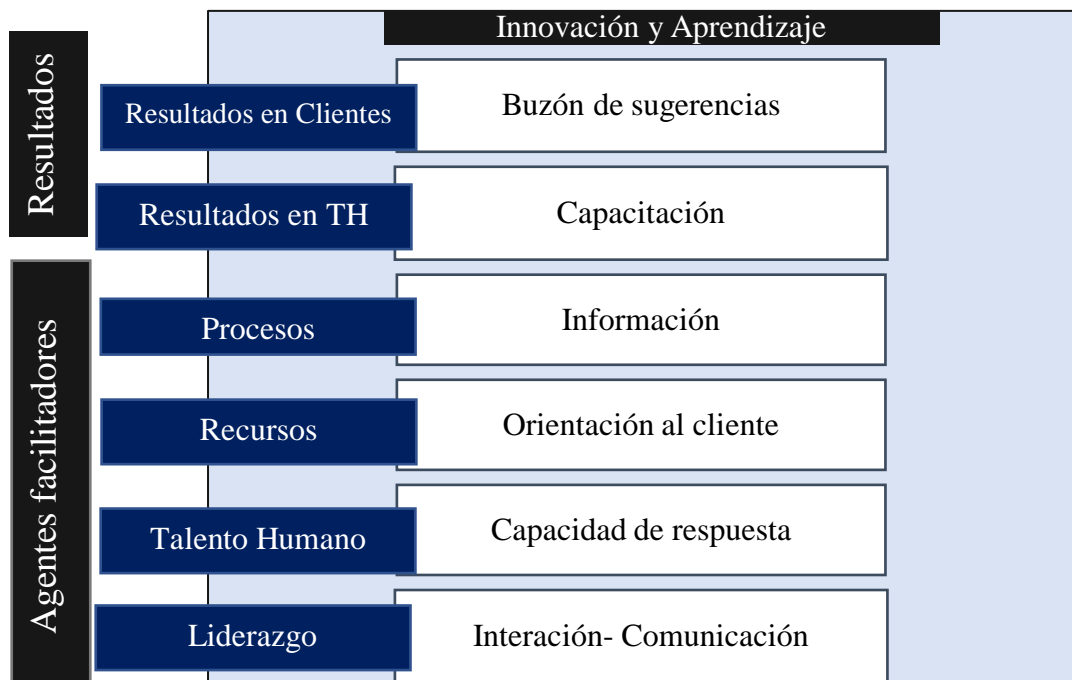 Innovación y Aprendizaje
Resultados
Resultados en Clientes
Buzón de sugerencias
Resultados en TH
Capacitación
Agentes facilitadores
Procesos
Información
Recursos
Orientación al cliente
Talento Humano
Capacidad de respuesta
Liderazgo
Interación- Comunicación